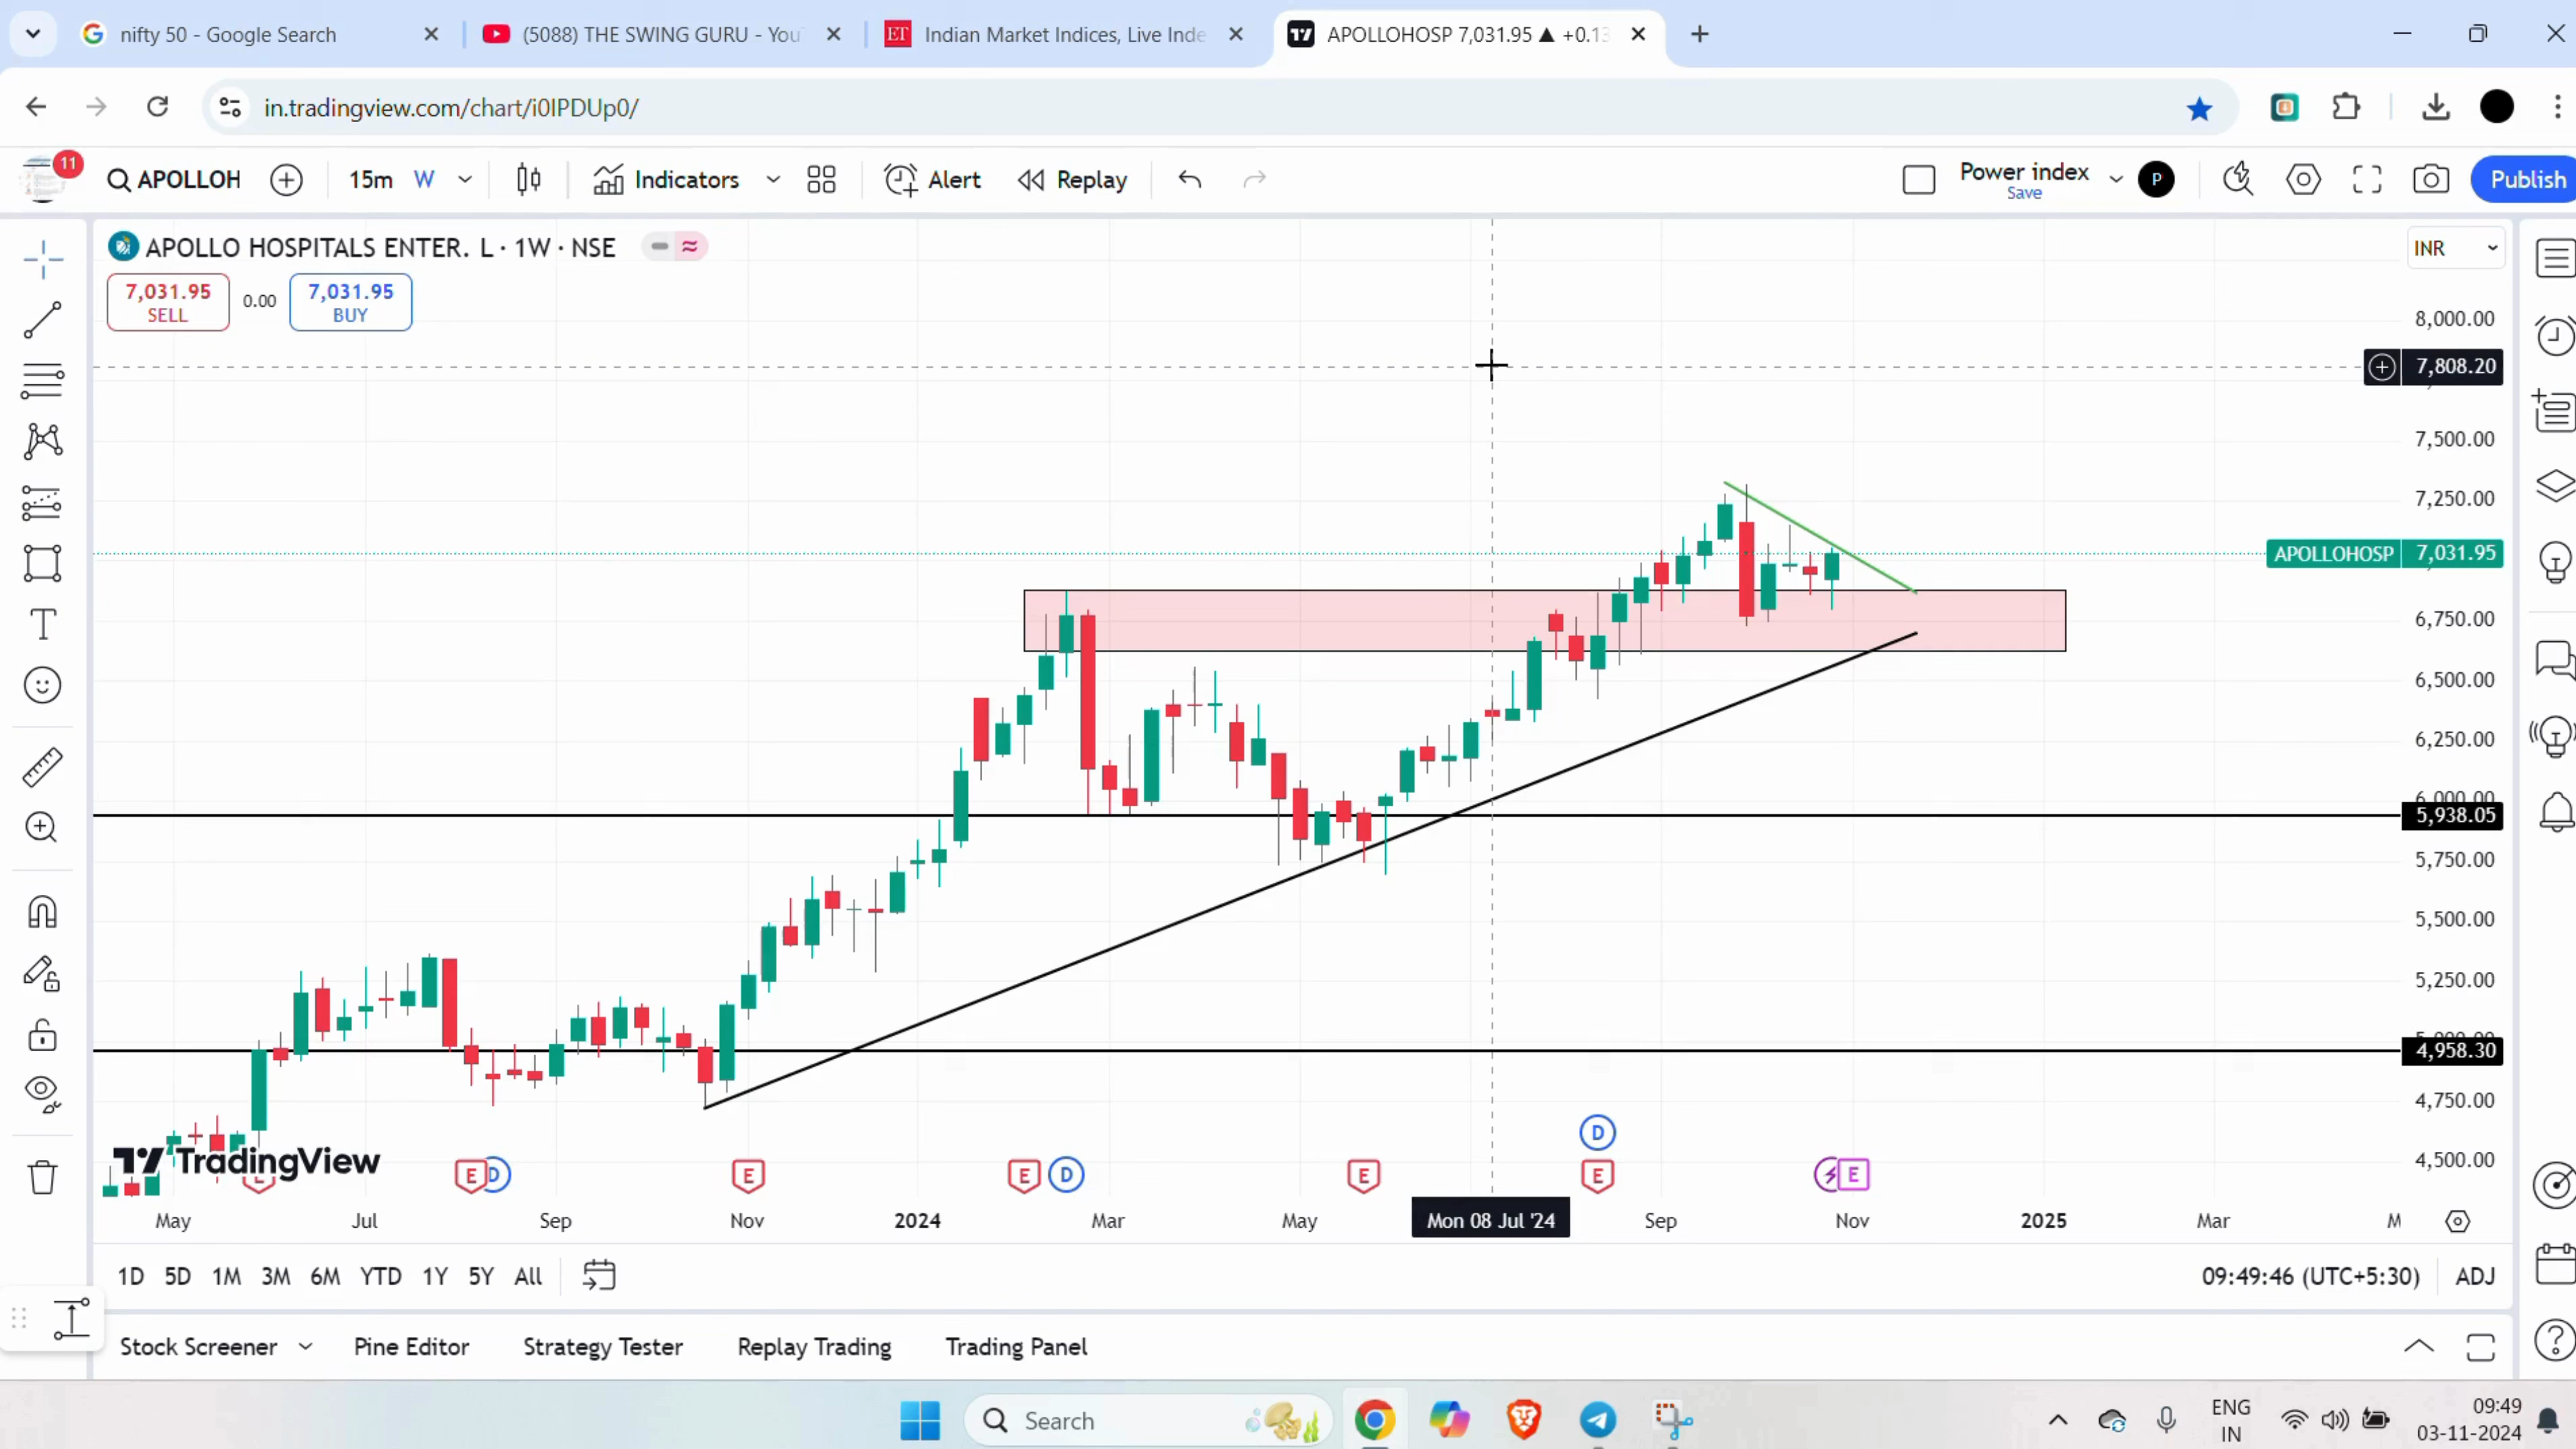 nifty 50 - Google Search
(5088) THE SWING GURU - You
Indian Market Indices, Live Inde
APOLLOHOSP 7,031.95 ▲ +0.13
in.tradingview.com/chart/i0IPDUp0/
11
APOLLOH
15m W
Indicators
Alert
Replay
Power index
Save
P
Publish
APOLLO HOSPITALS ENTER. L · 1W · NSE
INR
7,031.95
SELL
0.00
7,031.95
BUY
8,000.00
7,808.20
7,500.00
7,250.00
APOLLOHOSP 7,031.95
6,750.00
6,500.00
6,250.00
6,000.00
5,938.05
5,750.00
5,500.00
5,250.00
4,958.30
4,750.00
4,500.00
TradingView
E D E E D E D E E
May Jul Sep Nov 2024 Mar May Mon 08 Jul '24 Sep Nov 2025 Mar M
1D 5D 1M 3M 6M YTD 1Y 5Y All
09:49:46 (UTC+5:30) ADJ
Stock Screener Pine Editor Strategy Tester Replay Trading Trading Panel
Search
ENG
IN
09:49
03-11-2024